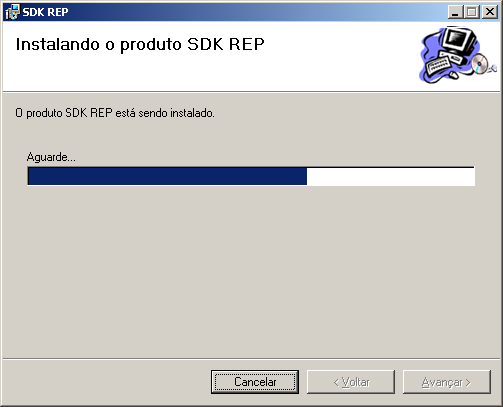 SDK REP
Instalando o produto SDK REP
O produto SDK REP está sendo instalado.
Aguarde...
Cancelar
< Voltar
Avançar >